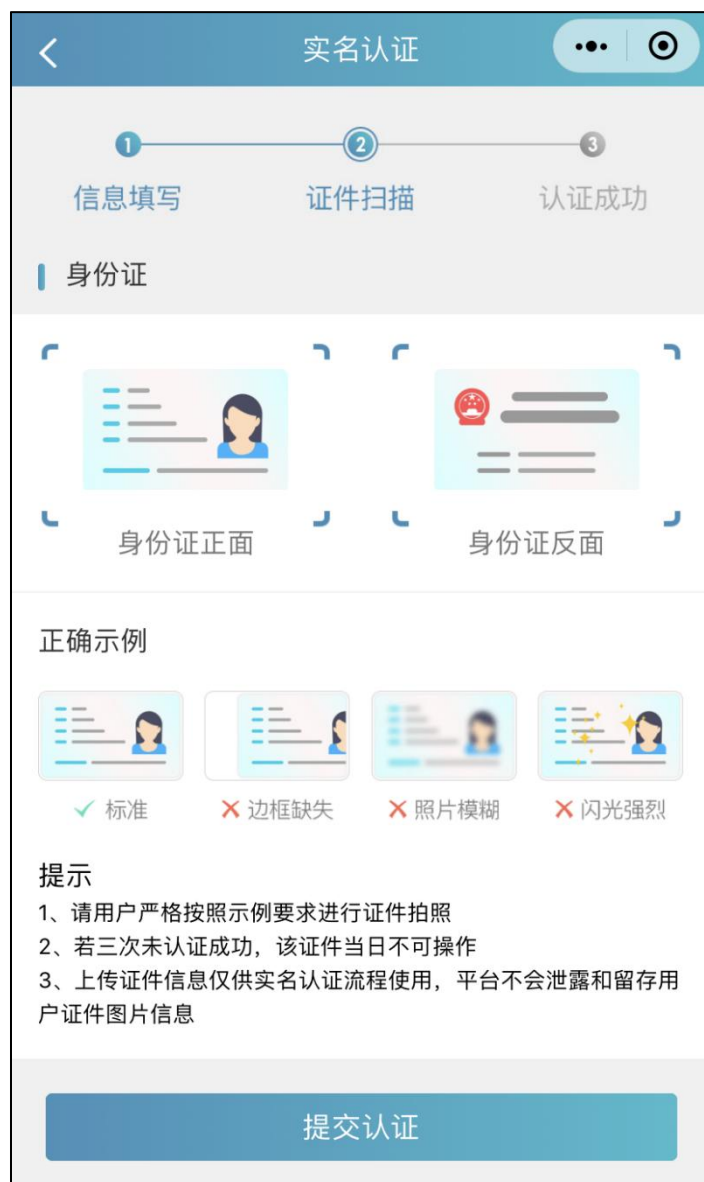 实名认证
1 2 3
信息填写 证件扫描 认证成功
身份证
身份证正面 身份证反面
正确示例
标准 边框缺失 照片模糊 闪光强烈
提示
1、请用户严格按照示例要求进行证件拍照
2、若三次未认证成功，该证件当日不可操作
3、上传证件信息仅供实名认证流程使用，平台不会泄露和留存用
户证件图片信息
提交认证